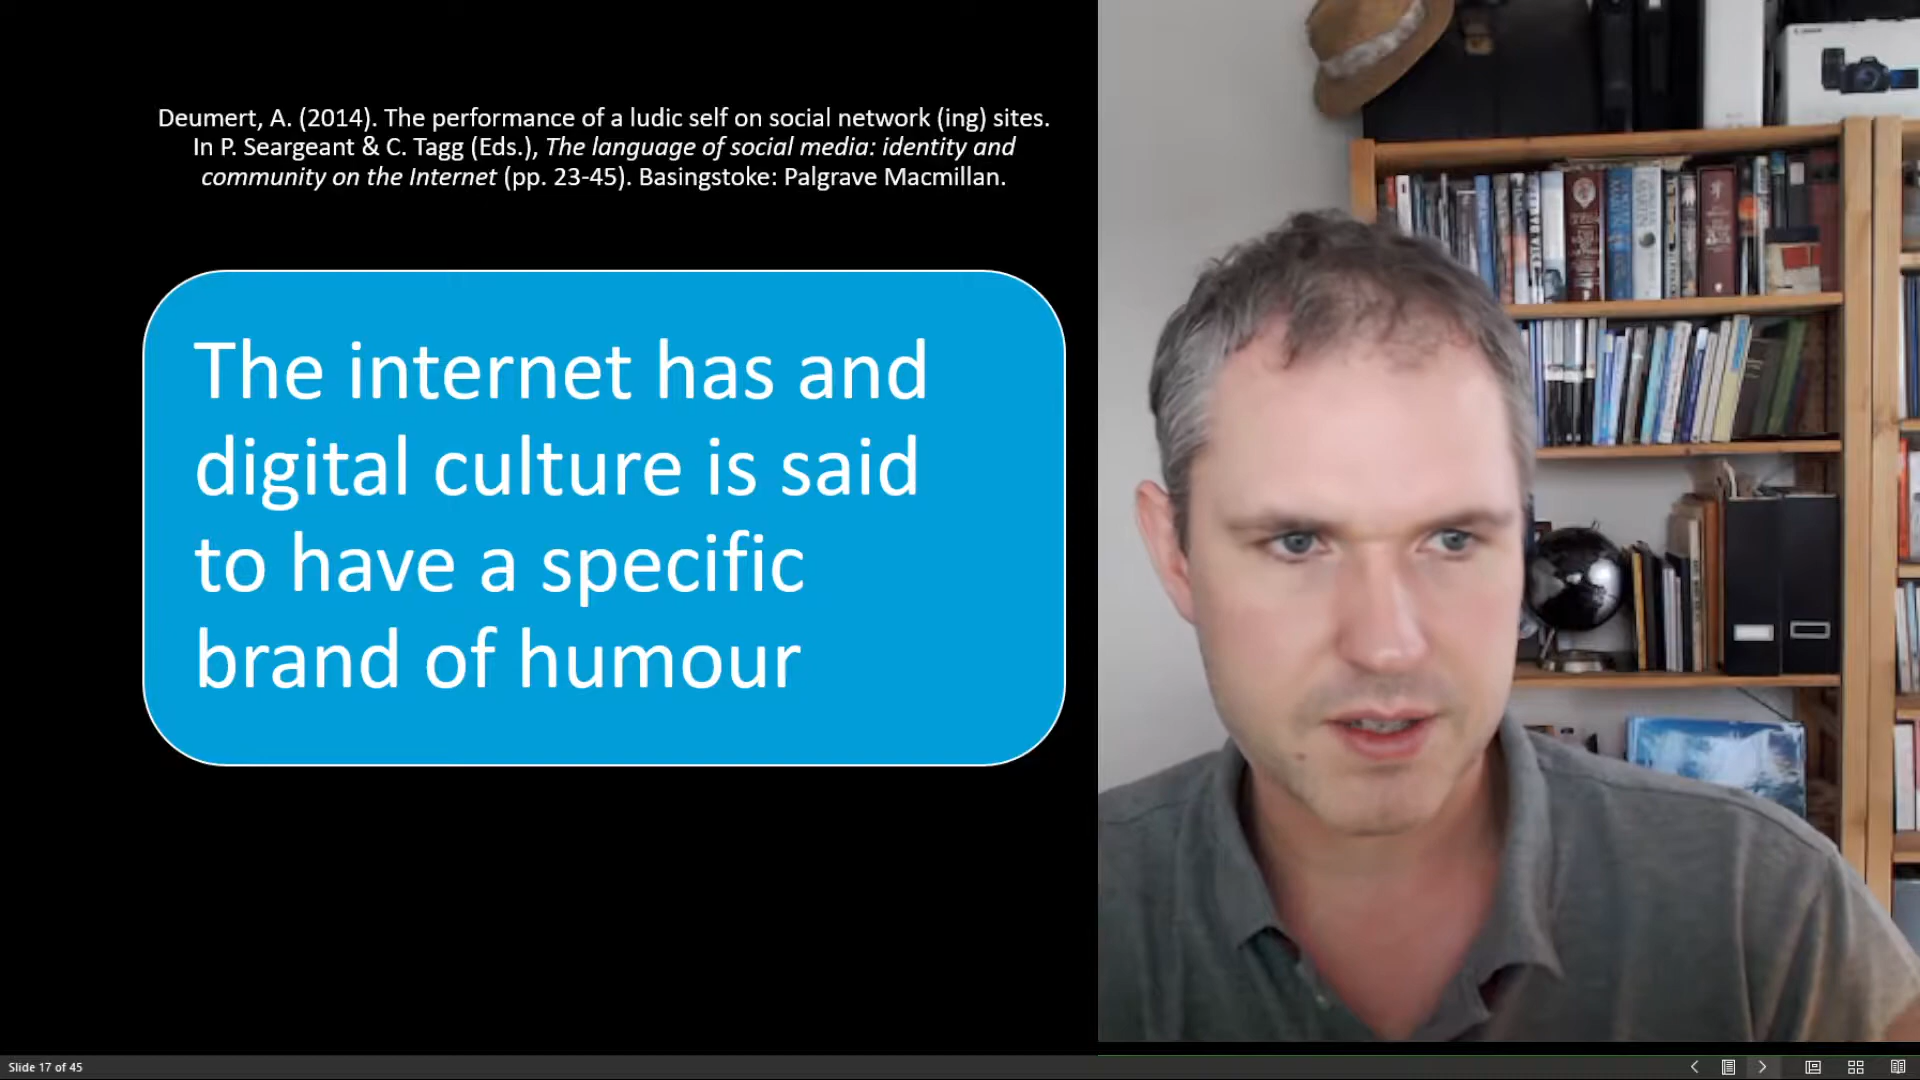 Deumert, A. (2014). The performance of a ludic self on social network (ing) sites.
In P. Seargeant & C. Tagg (Eds.), The language of social media: identity and
community on the Internet (pp. 23-45). Basingstoke: Palgrave Macmillan.
The internet has and
digital culture is said
to have a specific
brand of humour
Slide 17 of 45